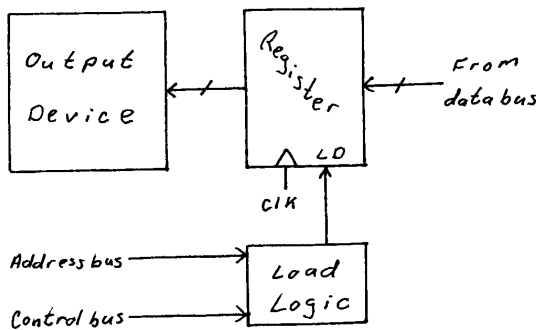 Output
Device
Register
From
data bus
LD
Clk
Address bus
Load
Logic
Control bus